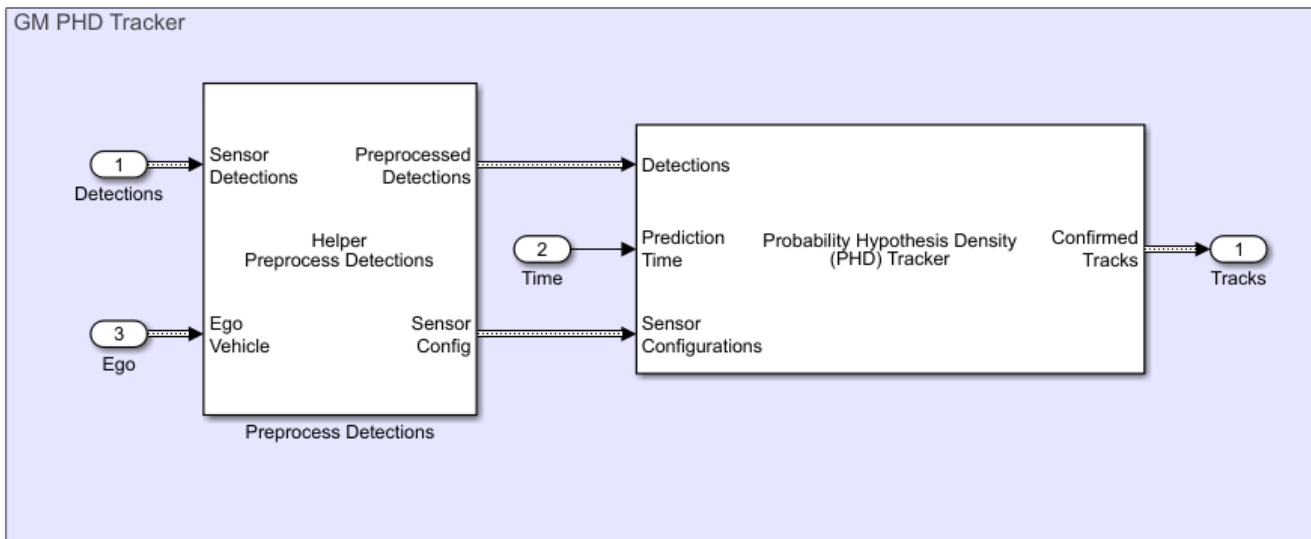 GM PHD Tracker
1
Detections
3
Ego
Sensor
Detections
Preprocessed
Detections
Helper
Preprocess Detections
Ego
Vehicle
Sensor
Config
Preprocess Detections
2
Time
Detections
Prediction
Time
Probability Hypothesis Density
(PHD) Tracker
Confirmed
Tracks
Sensor
Configurations
1
Tracks